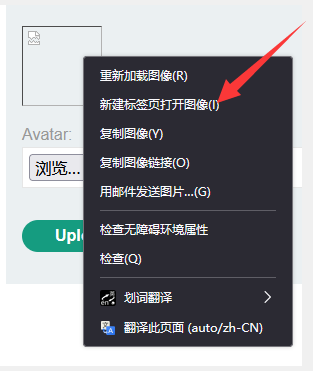 重新加载图像(R)
新建标签页打开图像(I)
复制图像(Y)
Avatar:
复制图像链接(O)
浏览...
用邮件发送图片...(G)
检查无障碍环境属性
Uplo
检查(Q)
划词翻译
翻译此页面 (auto/zh-CN)